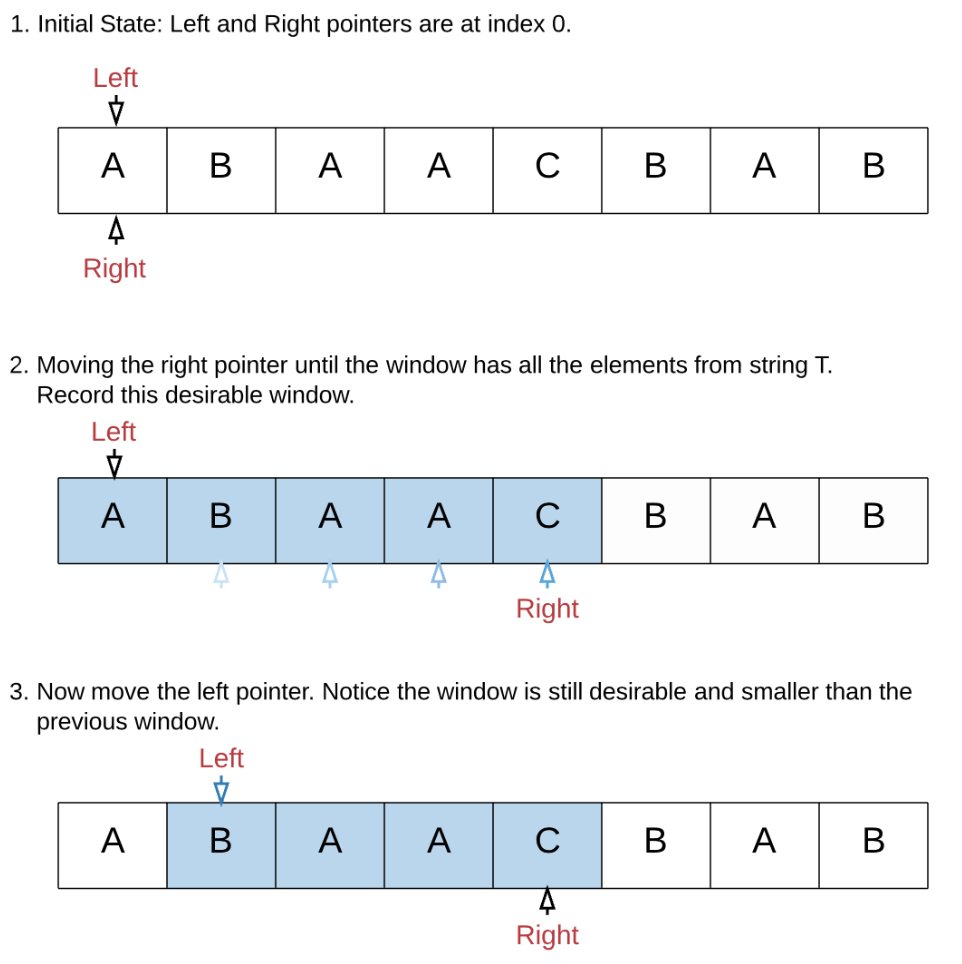 1. Initial State: Left and Right pointers are at index 0.
Left
A B A A C B A B
Right
2. Moving the right pointer until the window has all the elements from string T.
Record this desirable window.
Left
A B A A C B A B
Right
3. Now move the left pointer. Notice the window is still desirable and smaller than the
previous window.
Left
A B A A C B A B
Right